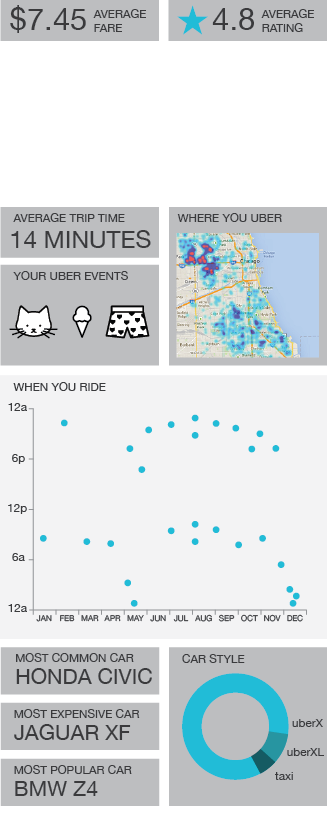 $7.45 AVERAGE FARE
4.8 AVERAGE RATING
AVERAGE TRIP TIME
14 MINUTES
WHERE YOU UBER
Chicago
YOUR UBER EVENTS
WHEN YOU RIDE
12a
6p
12p
6a
12a
JAN FEB MAR APR MAY JUN JUL AUG SEP OCT NOV DEC
MOST COMMON CAR
HONDA CIVIC
MOST EXPENSIVE CAR
JAGUAR XF
MOST POPULAR CAR
BMW Z4
CAR STYLE
uberX
uberXL
taxi